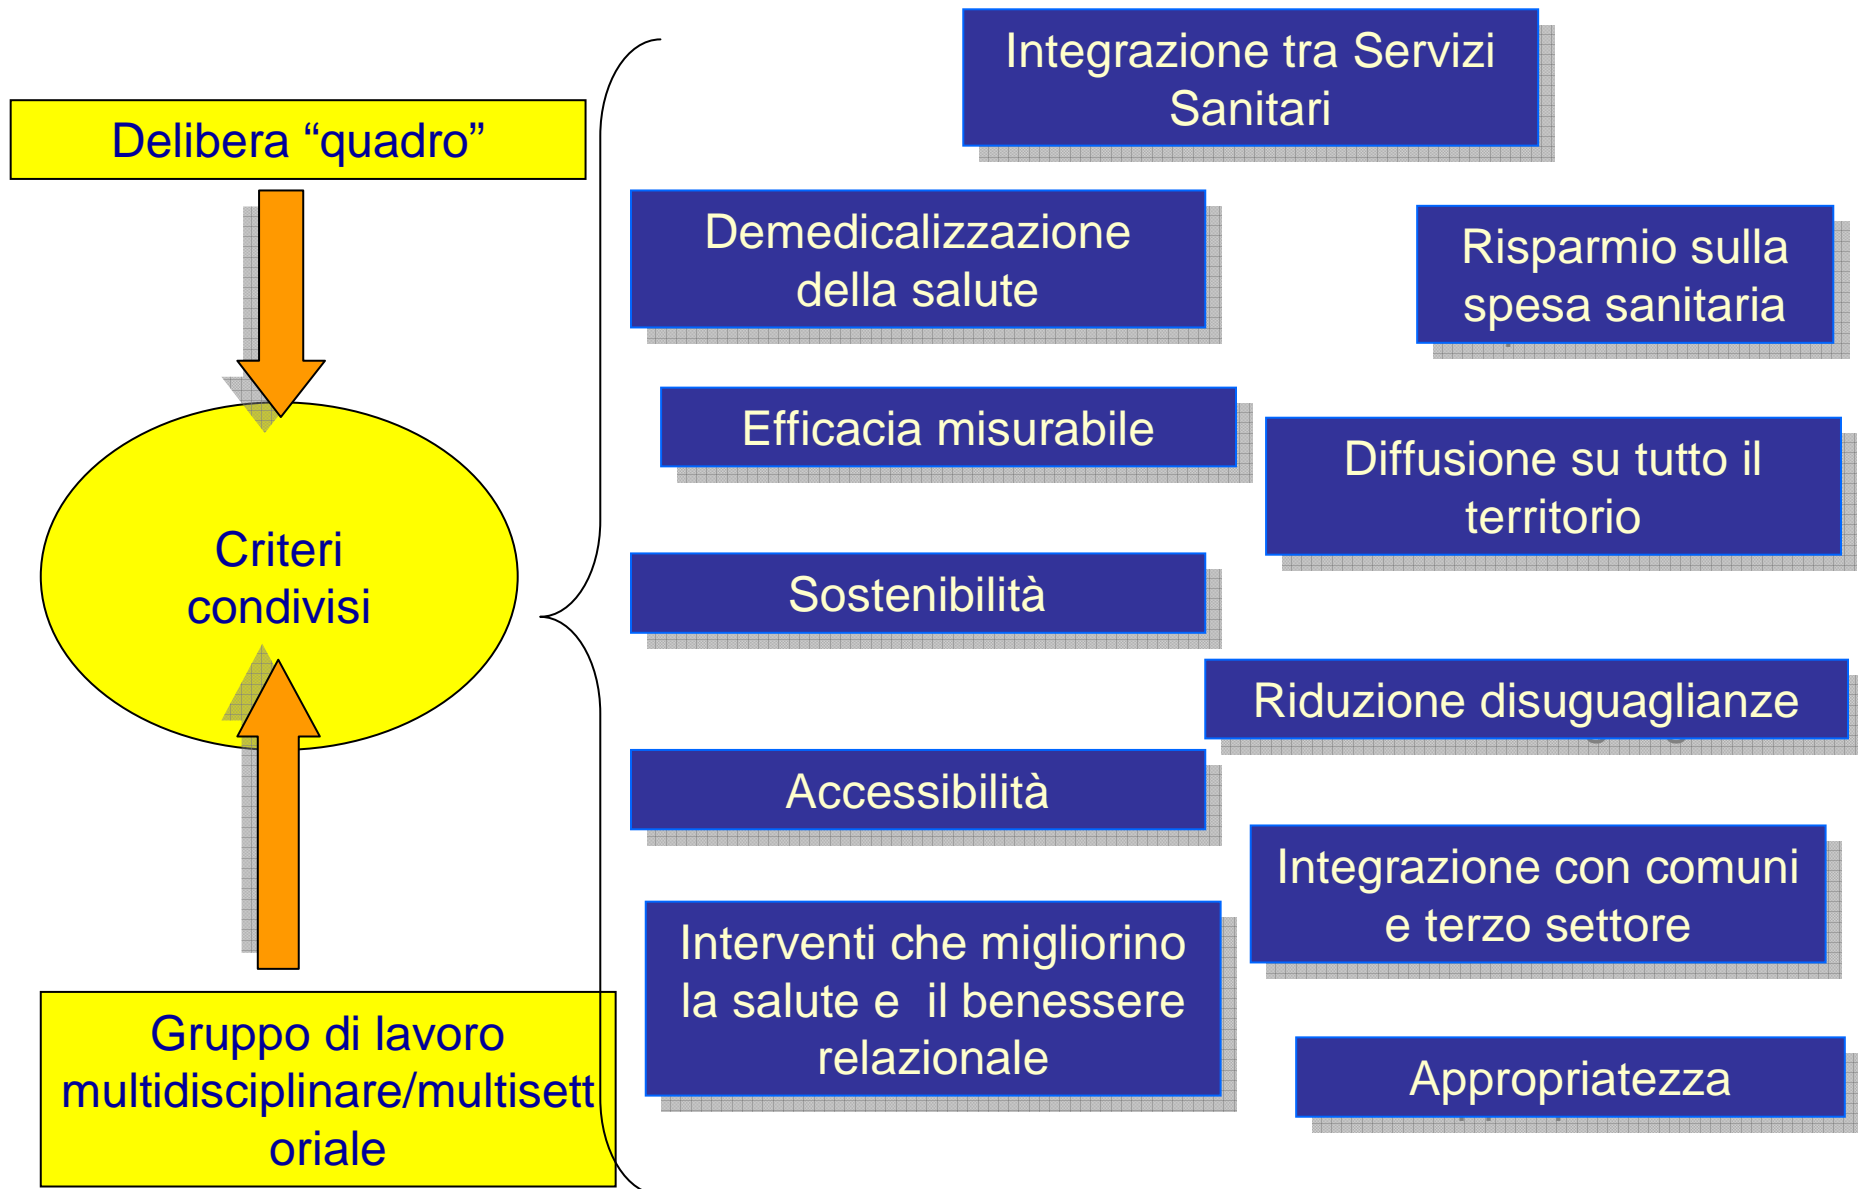 Delibera “quadro”
Criteri
condivisi
Gruppo di lavoro
multidisciplinare/multisett
oriale
Integrazione tra Servizi
Sanitari
Demedicalizzazione
della salute
Risparmio sulla
spesa sanitaria
Efficacia misurabile
Diffusione su tutto il
territorio
Sostenibilità
Riduzione disuguaglianze
Accessibilità
Integrazione con comuni
e terzo settore
Interventi che migliorino
la salute e  il benessere
relazionale
Appropriatezza